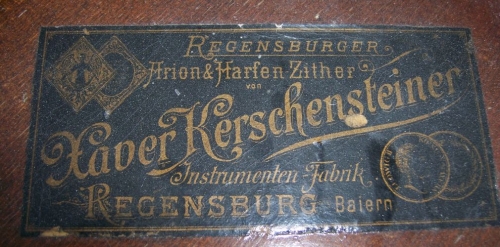 REGENSBURGER
Arion & Harfen Zither
von
Xaver Kerschensteiner
Instrumenten-Fabrik
REGENSBURG Baiern